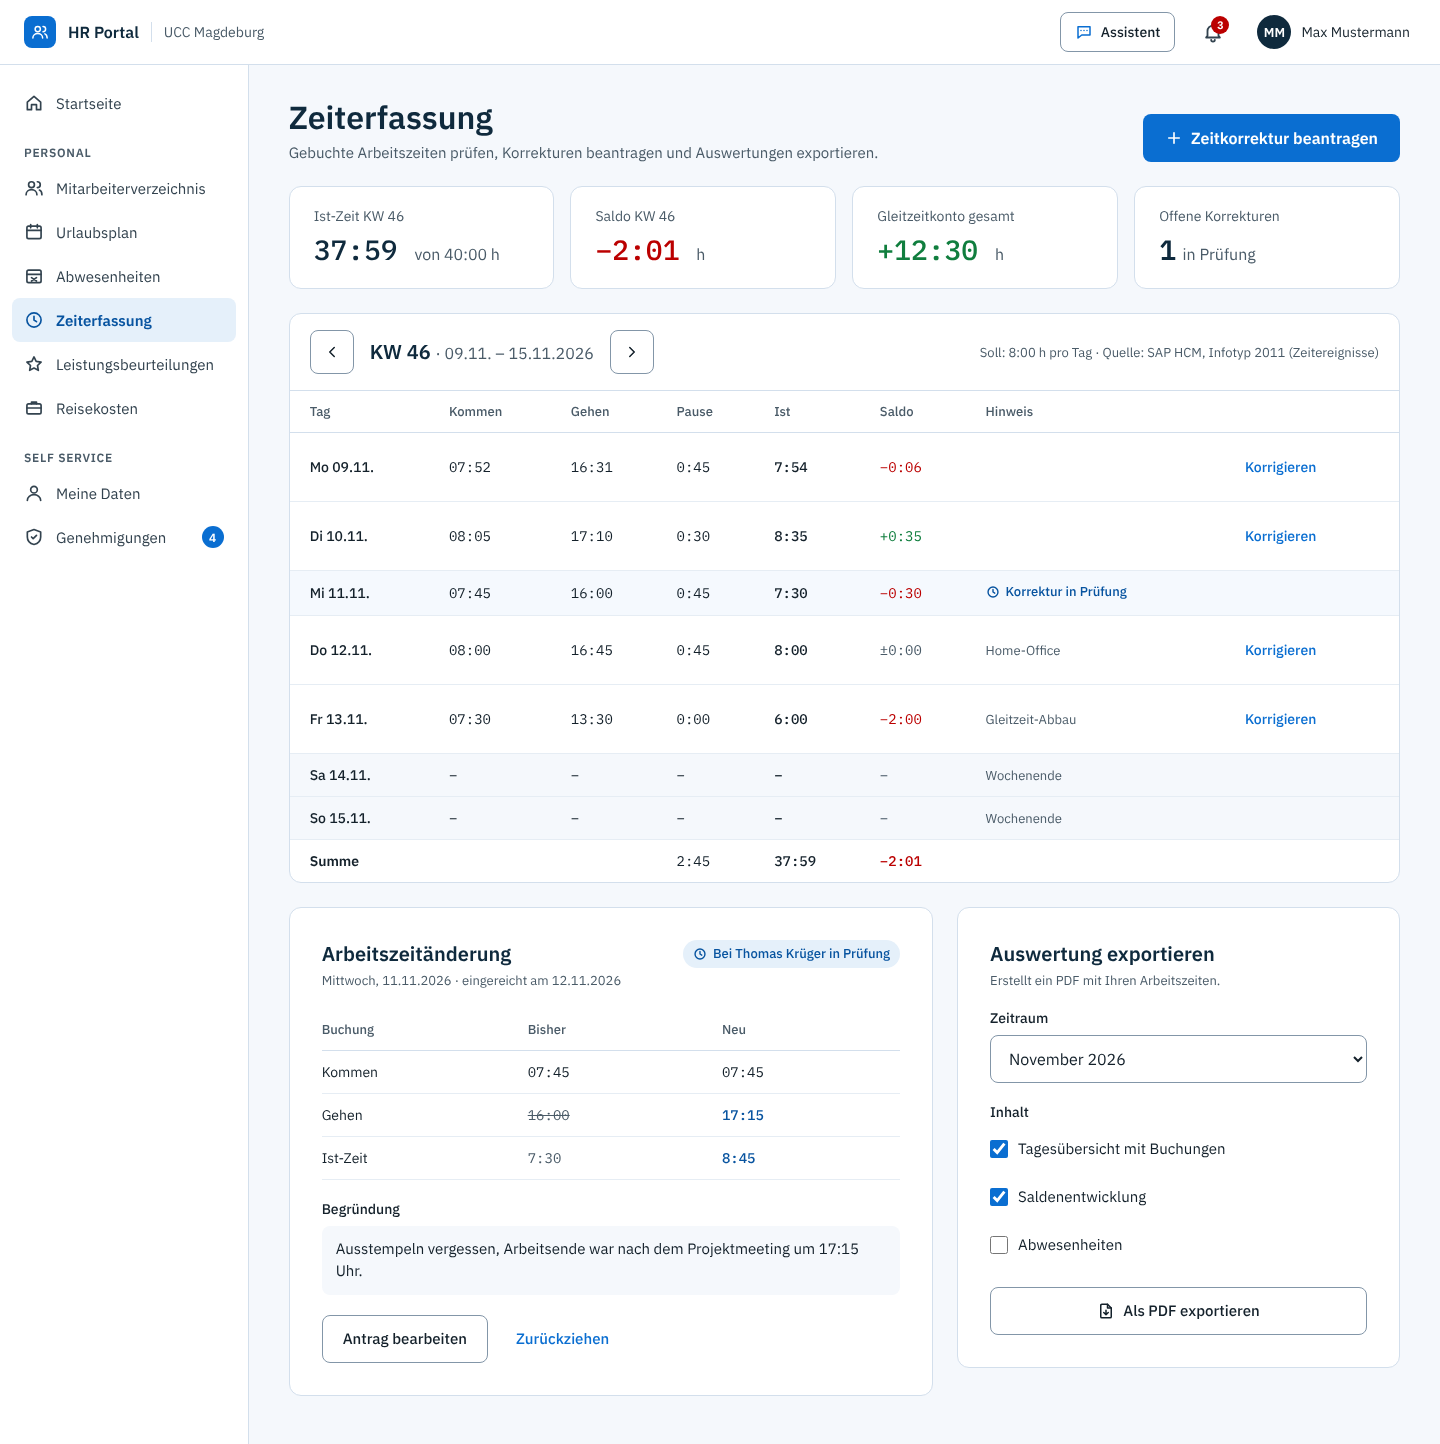 HR Portal UCC Magdeburg Assistent 3 MM Max Mustermann
Startseite
PERSONAL
Mitarbeiterverzeichnis
Urlaubsplan
Abwesenheiten
Zeiterfassung
Leistungsbeurteilungen
Reisekosten
SELF SERVICE
Meine Daten
Genehmigungen 4
Zeiterfassung
Gebuchte Arbeitszeiten prüfen, Korrekturen beantragen und Auswertungen exportieren.
Zeitkorrektur beantragen
Ist-Zeit KW 46
37:59 von 40:00 h
Saldo KW 46
−2:01 h
Gleitzeitkonto gesamt
+12:30 h
Offene Korrekturen
1 in Prüfung
KW 46 · 09.11. – 15.11.2026
Soll: 8:00 h pro Tag · Quelle: SAP HCM, Infotyp 2011 (Zeitereignisse)
Tag Kommen Gehen Pause Ist Saldo Hinweis
Mo 09.11. 07:52 16:31 0:45 7:54 −0:06 Korrigieren
Di 10.11. 08:05 17:10 0:30 8:35 +0:35 Korrigieren
Mi 11.11. 07:45 16:00 0:45 7:30 −0:30 Korrektur in Prüfung
Do 12.11. 08:00 16:45 0:45 8:00 ±0:00 Home-Office Korrigieren
Fr 13.11. 07:30 13:30 0:00 6:00 −2:00 Gleitzeit-Abbau Korrigieren
Sa 14.11. – – – – – Wochenende
So 15.11. – – – – – Wochenende
Summe 2:45 37:59 −2:01
Arbeitszeitänderung
Bei Thomas Krüger in Prüfung
Mittwoch, 11.11.2026 · eingereicht am 12.11.2026
Buchung Bisher Neu
Kommen 07:45 07:45
Gehen 16:00 17:15
Ist-Zeit 7:30 8:45
Begründung
Ausstempeln vergessen, Arbeitsende war nach dem Projektmeeting um 17:15
Uhr.
Antrag bearbeiten Zurückziehen
Auswertung exportieren
Erstellt ein PDF mit Ihren Arbeitszeiten.
Zeitraum
November 2026
Inhalt
Tagesübersicht mit Buchungen
Saldenentwicklung
Abwesenheiten
Als PDF exportieren